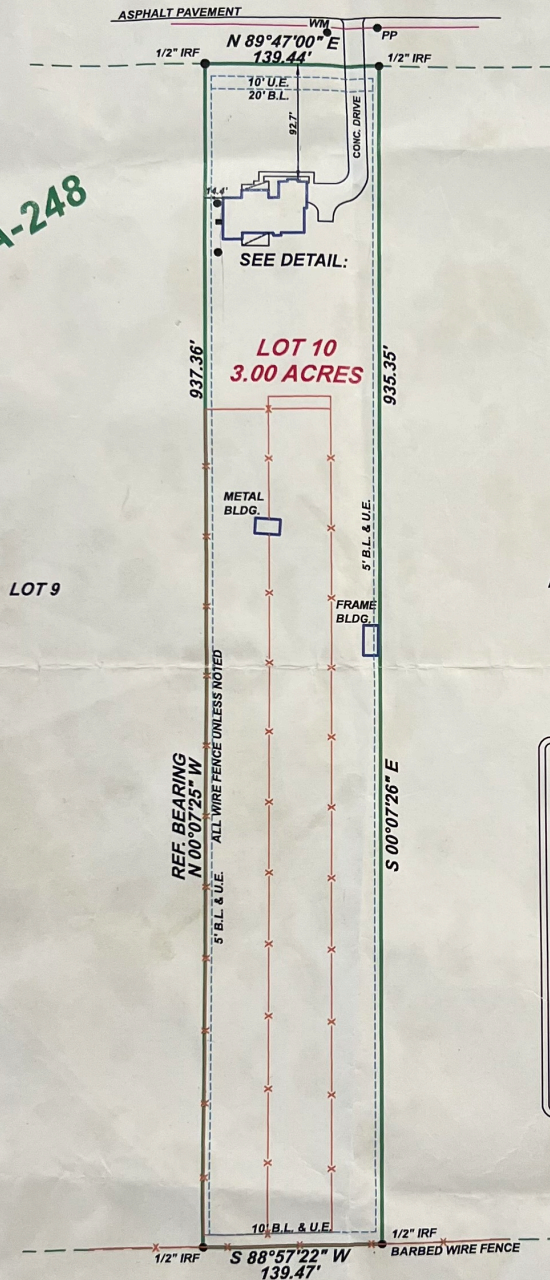 ASPHALT PAVEMENT
WM
PP
N 89°47'00" E
139.44'
1/2" IRF
1/2" IRF
10' U.E.
20' B.L.
92.7'
CONC. DRIVE
A-248
14.4'
SEE DETAIL:
LOT 10
3.00 ACRES
937.36'
935.35'
METAL
BLDG.
5' B.L. & U.E.
LOT 9
FRAME
BLDG.
ALL WIRE FENCE UNLESS NOTED
REF. BEARING
N 00°07'25" W
S 00°07'26" E
5' B.L. & U.E.
10' B.L. & U.E.
1/2" IRF
1/2" IRF
S 88°57'22" W
139.47'
BARBED WIRE FENCE